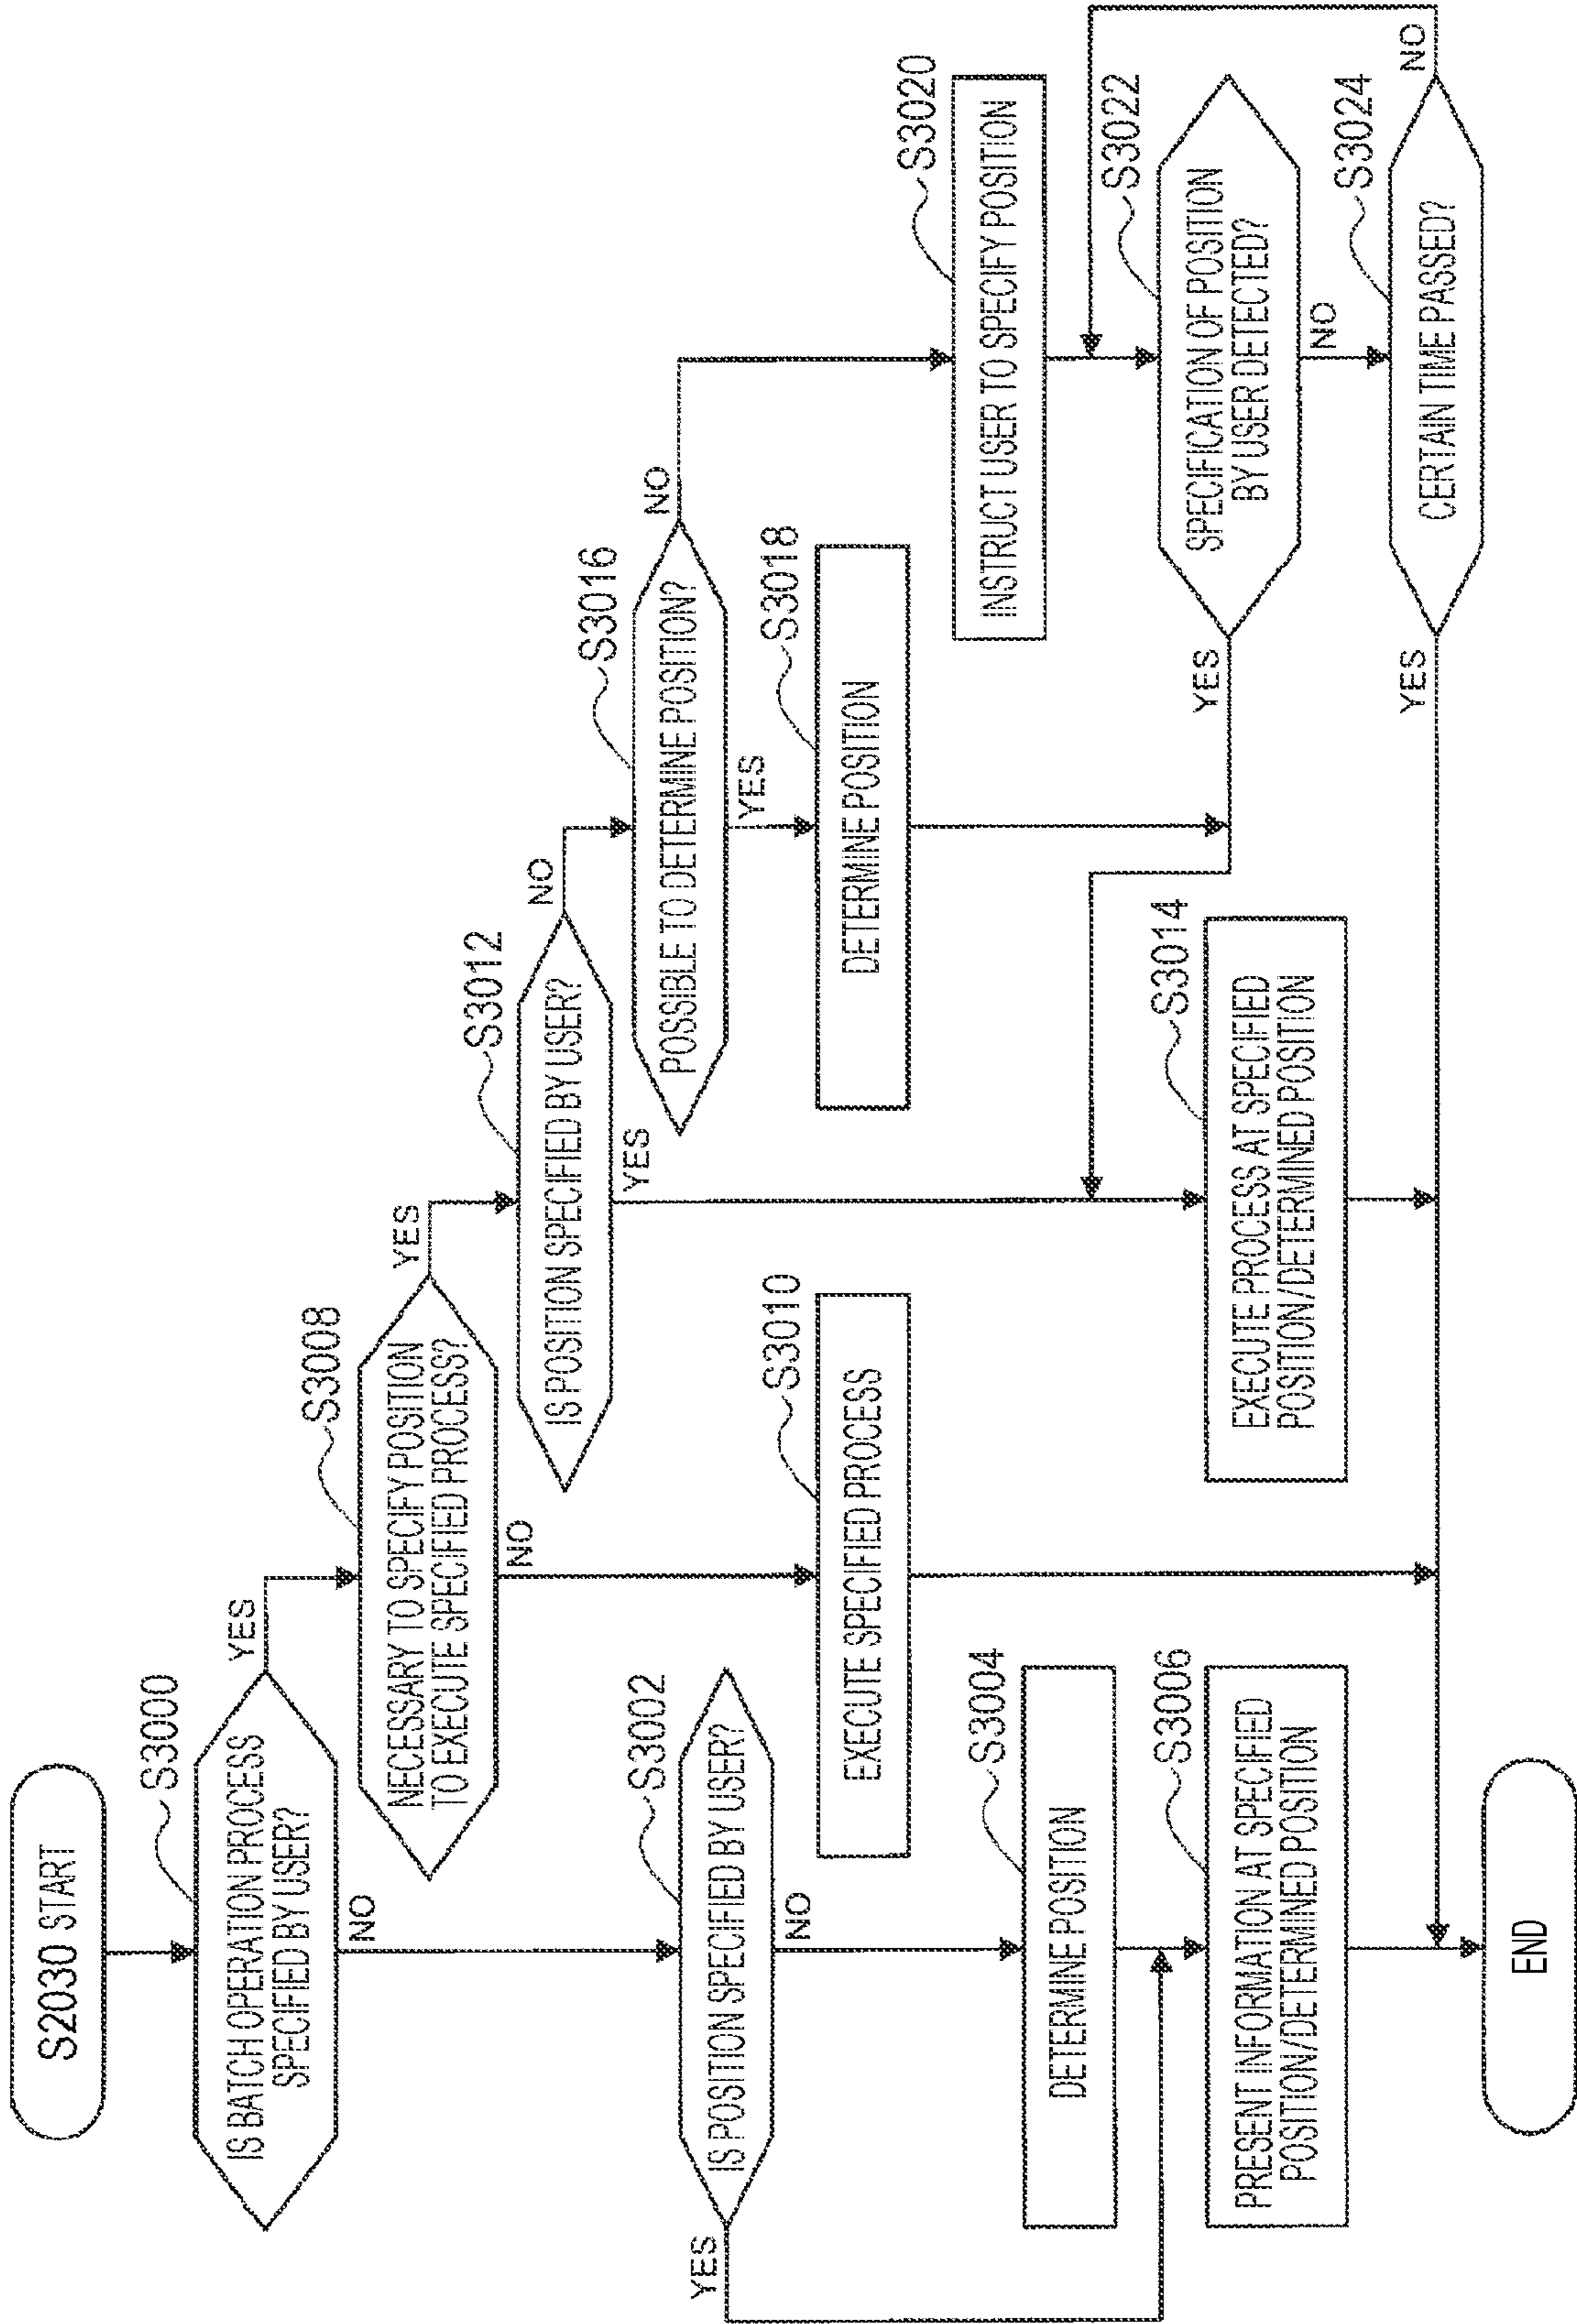 S2030 START
S3000
IS BATCH OPERATION PROCESS
SPECIFIED BY USER?
YES
NO
S3008
NECESSARY TO SPECIFY POSITION
TO EXECUTE SPECIFIED PROCESS?
YES
NO
S3012
IS POSITION SPECIFIED BY USER?
NO
YES
S3016
POSSIBLE TO DETERMINE POSITION?
NO
YES
S3002
IS POSITION SPECIFIED BY USER?
YES
NO
S3010
EXECUTE SPECIFIED PROCESS
S3018
DETERMINE POSITION
S3020
INSTRUCT USER TO SPECIFY POSITION
S3004
DETERMINE POSITION
S3022
SPECIFICATION OF POSITION
BY USER DETECTED?
YES
NO
S3006
PRESENT INFORMATION AT SPECIFIED
POSITION/DETERMINED POSITION
S3014
EXECUTE PROCESS AT SPECIFIED
POSITION/DETERMINED POSITION
S3024
CERTAIN TIME PASSED?
YES
NO
END